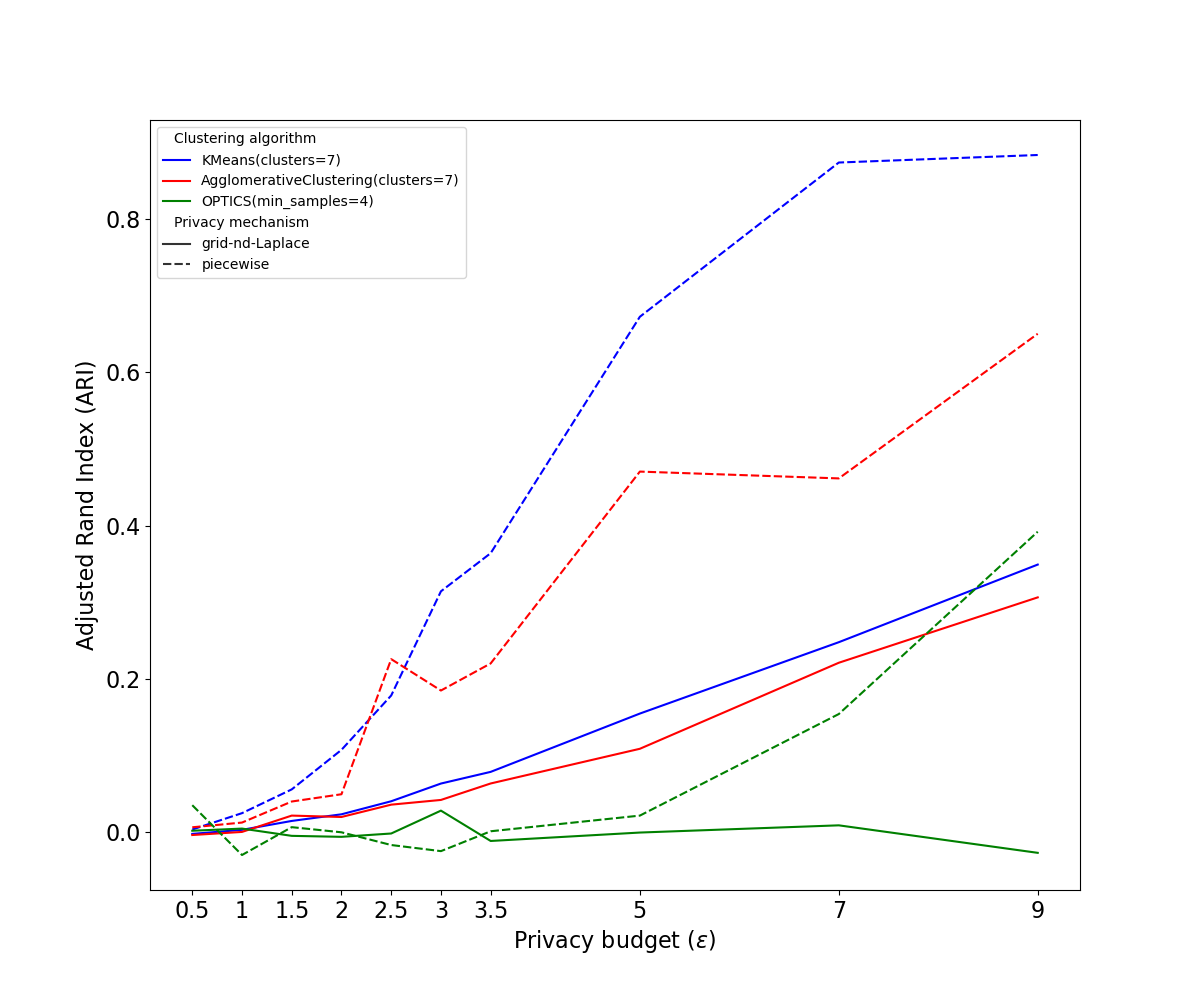 Clustering algorithm
KMeans(clusters=7)
AgglomerativeClustering(clusters=7)
OPTICS(min_samples=4)
Privacy mechanism
grid-nd-Laplace
piecewise
0.8
0.6
0.4
0.2
0.0
Adjusted Rand Index (ARI)
0.5 1 1.5 2 2.5 3 3.5 5 7 9
Privacy budget (ε)